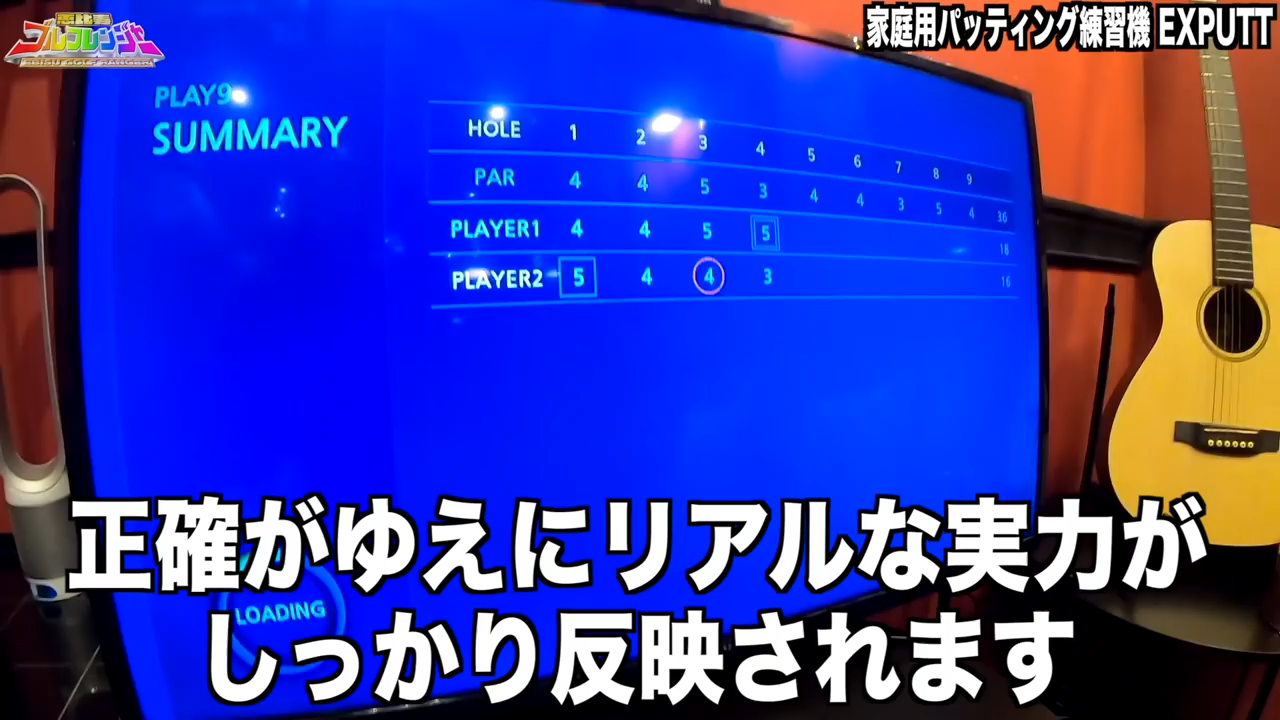 恵比寿
ゴルフレンジャー
EBISU GOLF RANGER
家庭用パッティング練習機 EXPUTT
PLAY9
SUMMARY
HOLE 1 2 3 4 5 6 7 8 9
PAR 4 4 5 3 4 4 3 5 4 36
PLAYER1 4 4 5 5 18
PLAYER2 5 4 4 3 16
LOADING
正確がゆえにリアルな実力が
しっかり反映されます